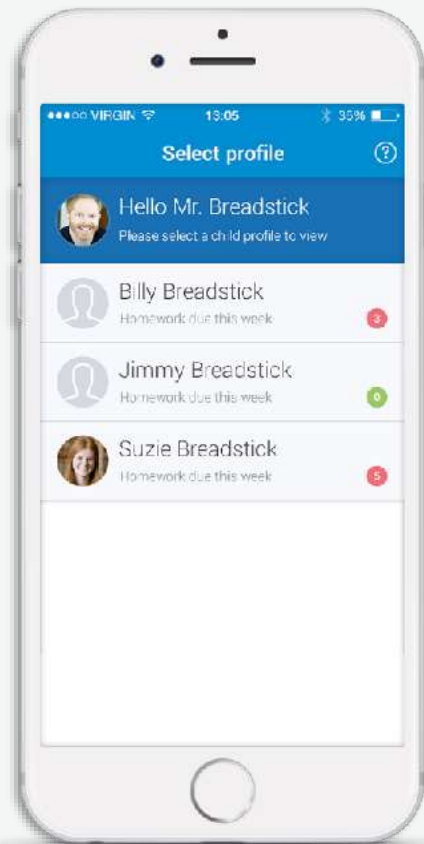 VIRGIN 13:05 35%
Select profile ?
Hello Mr. Breadstick
Please select a child profile to view
Billy Breadstick
Homework due this week 3
Jimmy Breadstick
Homework due this week 0
Suzie Breadstick
Homework due this week 5